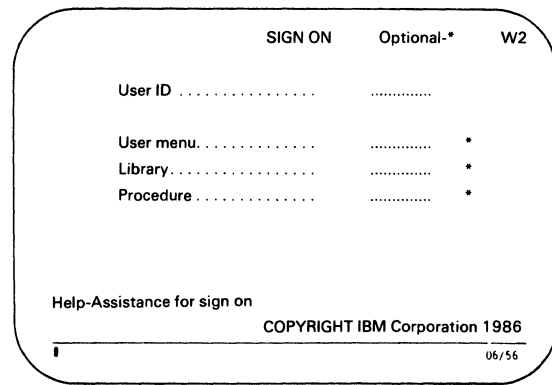 SIGN ON Optional-* W2
User ID . . . . . . . . . . . . . . . ..............
User menu. . . . . . . . . . . . . .............. *
Library. . . . . . . . . . . . . . . . .............. *
Procedure . . . . . . . . . . . . . .............. *
Help-Assistance for sign on
COPYRIGHT IBM Corporation 1986
06/56